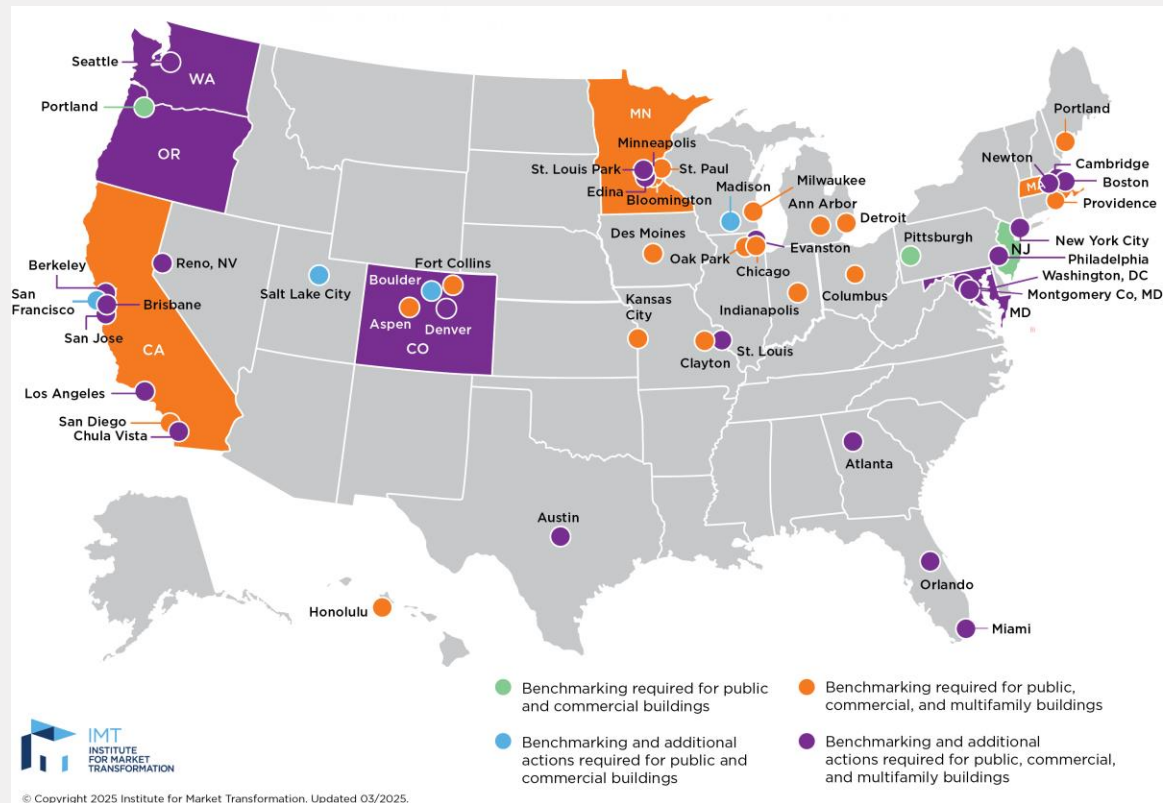 Seattle
WA
Portland
OR
MN
Minneapolis
St. Louis Park
St. Paul
Edina
Bloomington
Madison
Milwaukee
Ann Arbor
Detroit
Portland
Newton
Cambridge
MA
Boston
Providence
Des Moines
Oak Park
Chicago
Evanston
Pittsburgh
NJ
New York City
Philadelphia
Washington, DC
Montgomery Co, MD
MD
Berkeley
San
Francisco
Brisbane
San Jose
Reno, NV
Salt Lake City
Boulder
Fort Collins
Aspen
Denver
CO
Kansas
City
Indianapolis
Columbus
Clayton
St. Louis
CA
Los Angeles
San Diego
Chula Vista
Atlanta
Austin
Orlando
Honolulu
Miami
Benchmarking required for public
and commercial buildings
Benchmarking required for public,
commercial, and multifamily buildings
Benchmarking and additional
actions required for public and
commercial buildings
Benchmarking and additional
actions required for public, commercial,
and multifamily buildings
IMT
INSTITUTE
FOR MARKET
TRANSFORMATION
© Copyright 2025 Institute for Market Transformation. Updated 03/2025.